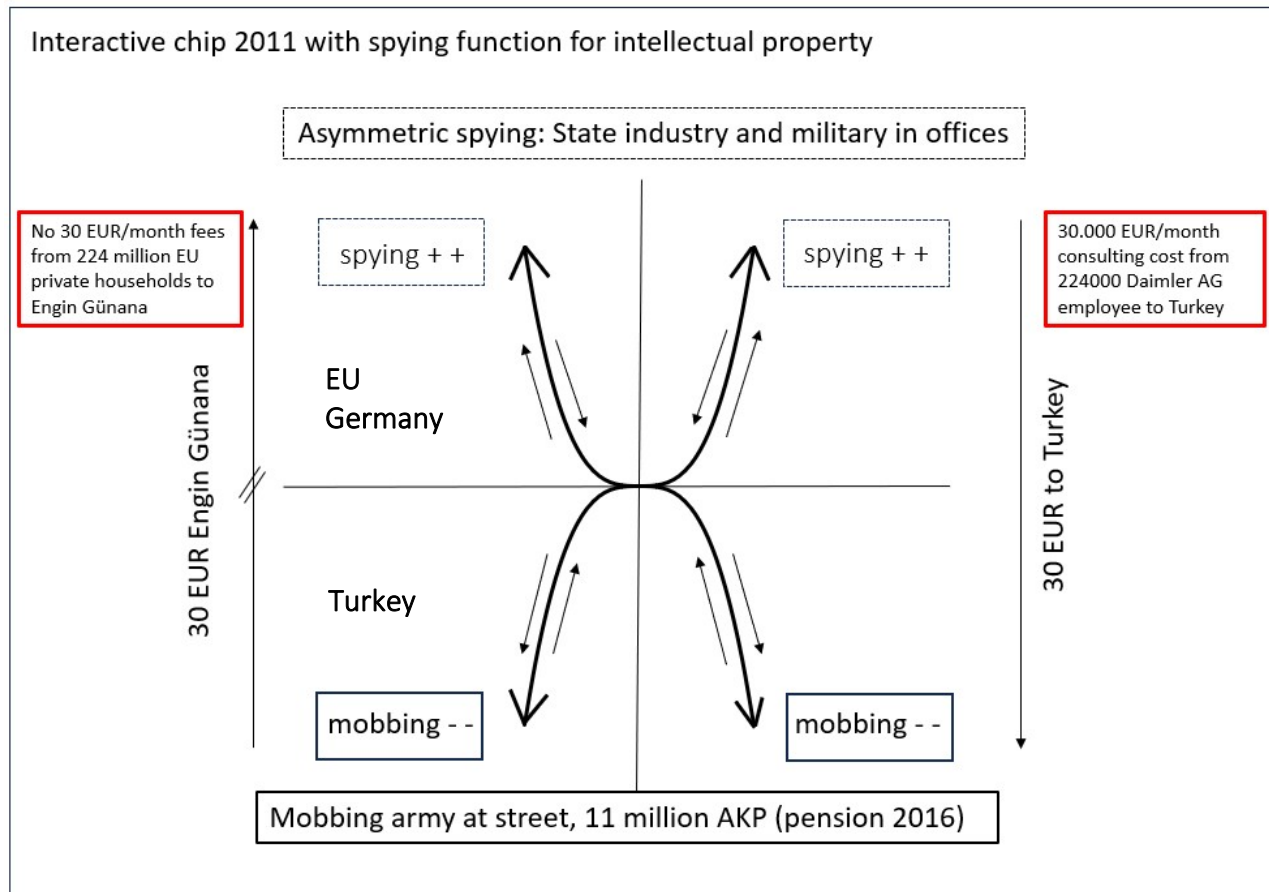 Interactive chip 2011 with spying function for intellectual property
Asymmetric spying: State industry and military in offices
No 30 EUR/month fees
from 224 million EU
private households to
Engin Günana
spying + +
spying + +
30.000 EUR/month
consulting cost from
224000 Daimler AG
employee to Turkey
30 EUR Engin Günana
EU
Germany
30 EUR to Turkey
Turkey
mobbing - -
mobbing - -
Mobbing army at street, 11 million AKP (pension 2016)